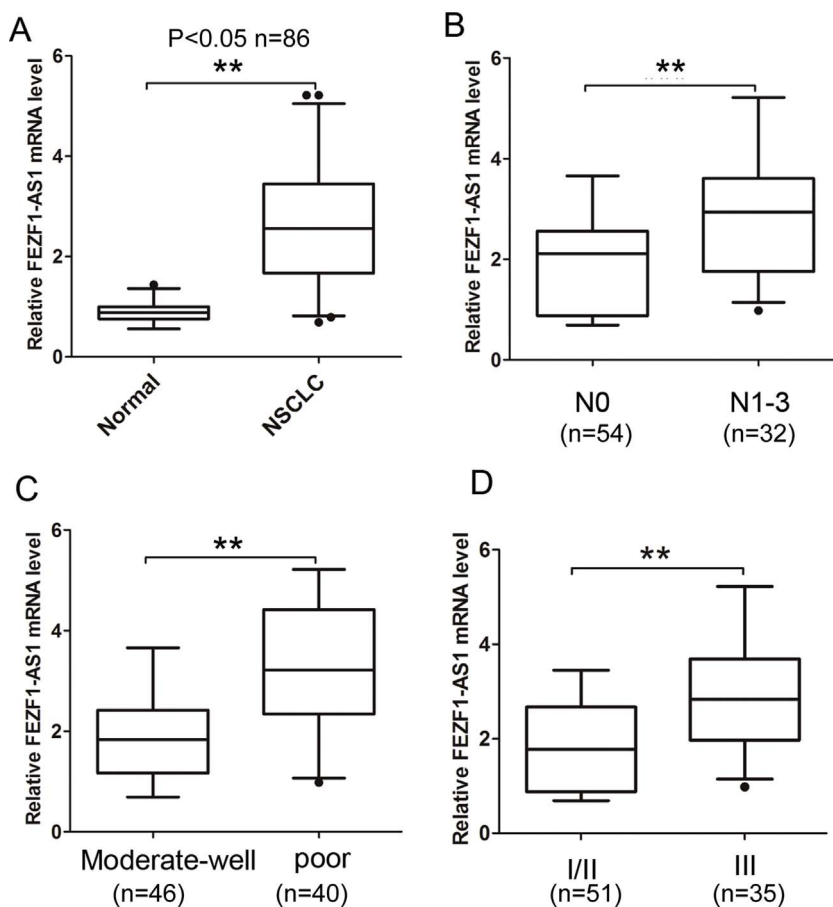 A
P<0.05 n=86
**
Relative FEZF1-AS1 mRNA level
6
4
2
0
Normal
NSCLC
B
**
Relative FEZF1-AS1 mRNA level
6
4
2
0
N0
N1-3
(n=54)
(n=32)
C
**
Relative FEZF1-AS1 mRNA level
6
4
2
0
Moderate-well
poor
(n=46)
(n=40)
D
**
Relative FEZF1-AS1 mRNA level
6
4
2
0
I/II
III
(n=51)
(n=35)